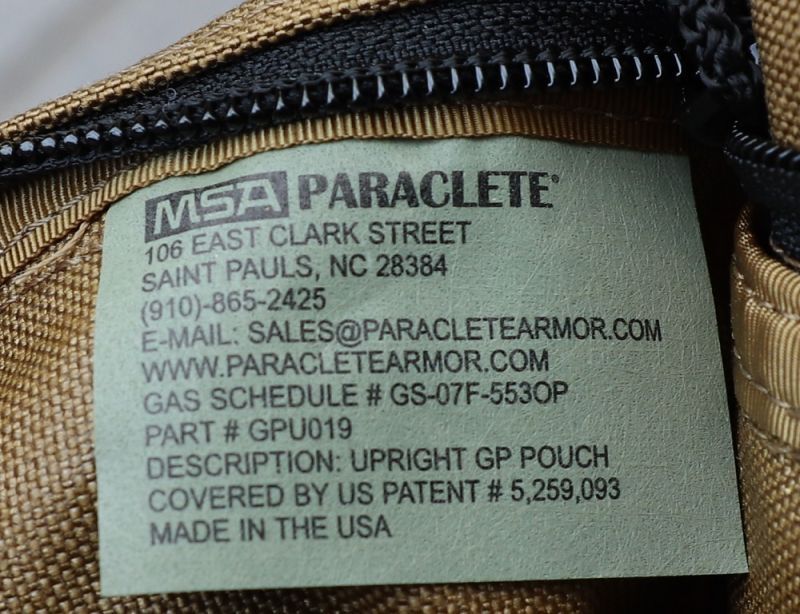 MSA PARACLETE®
106 EAST CLARK STREET
SAINT PAULS, NC 28384
(910)-865-2425
E-MAIL: SALES@PARACLETEARMOR.COM
WWW.PARACLETEARMOR.COM
GAS SCHEDULE # GS-07F-553OP
PART # GPU019
DESCRIPTION: UPRIGHT GP POUCH
COVERED BY US PATENT # 5,259,093
MADE IN THE USA